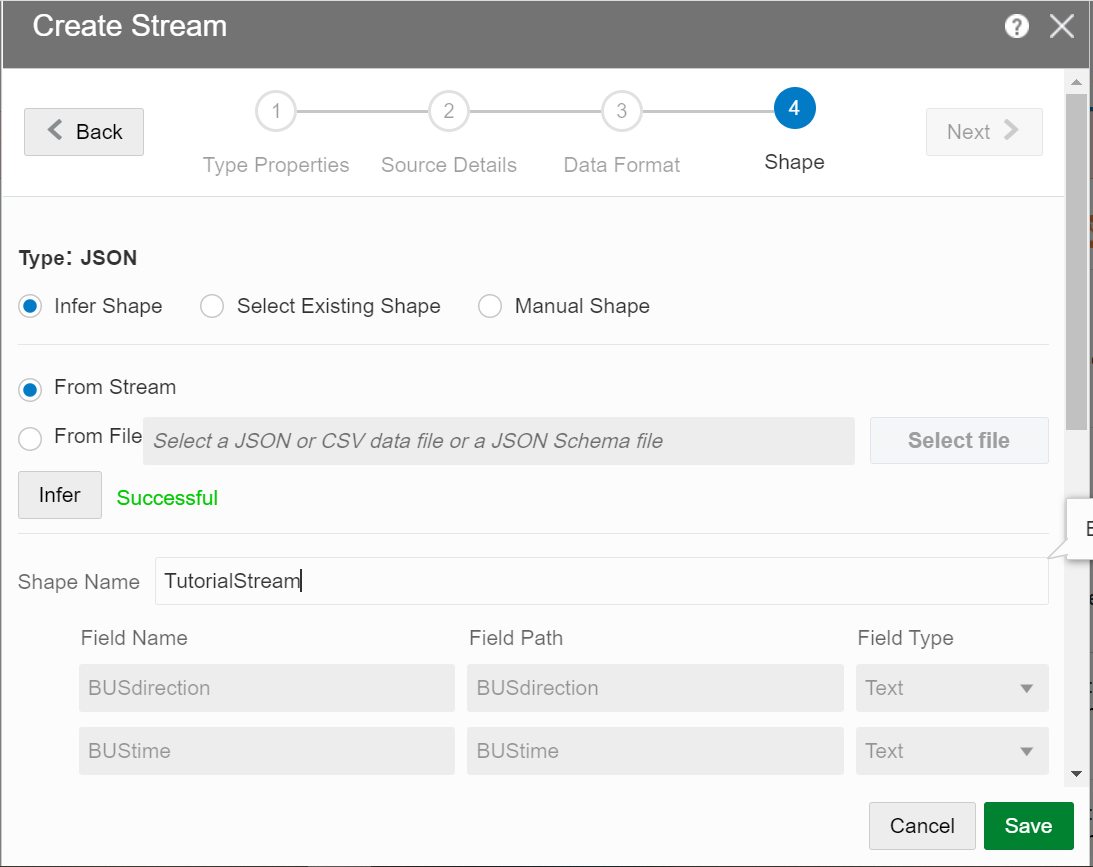 Create Stream
?
Back
1
2
3
4
Next
Type Properties
Source Details
Data Format
Shape
Type: JSON
Infer Shape
Select Existing Shape
Manual Shape
From Stream
From File
Select a JSON or CSV data file or a JSON Schema file
Select file
Infer
Successful
Shape Name
TutorialStream
Field Name
Field Path
Field Type
BUSdirection
BUSdirection
Text
BUStime
BUStime
Text
Cancel
Save